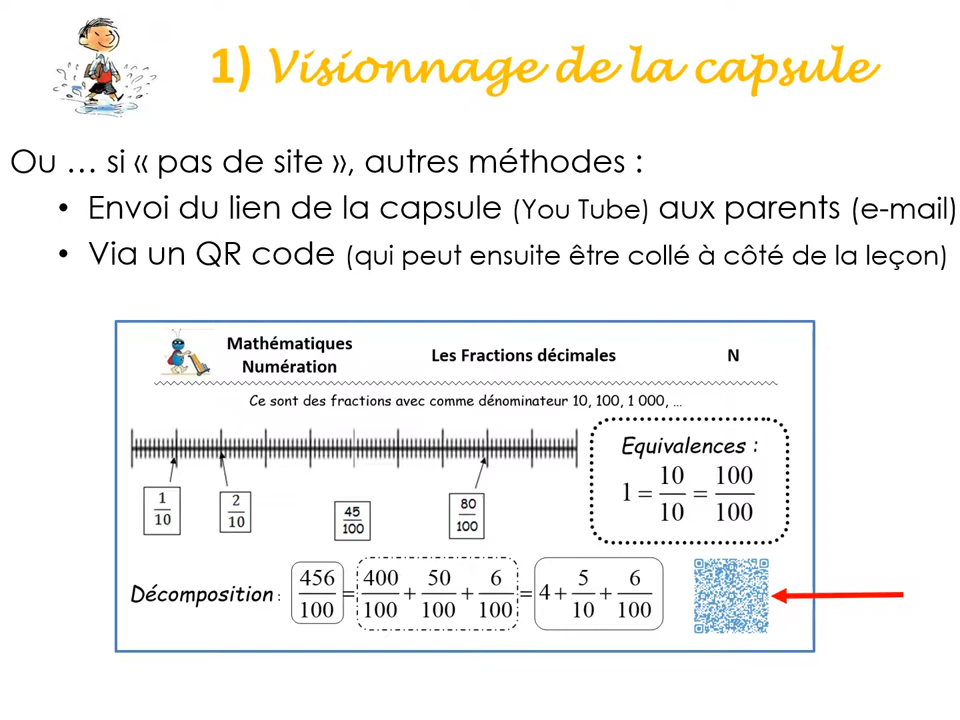 1) Visionnage de la capsule
Ou … si « pas de site », autres méthodes :
• Envoi du lien de la capsule (You Tube) aux parents (e-mail)
• Via un QR code (qui peut ensuite être collé à côté de la leçon)
Mathématiques
Numération
Les Fractions décimales
N
Ce sont des fractions avec comme dénominateur 10, 100, 1 000, …
1/10
2/10
45/100
80/100
Equivalences :
1 = 10/10 = 100/100
Décomposition : 456/100 = 400/100 + 50/100 + 6/100 = 4 + 5/10 + 6/100